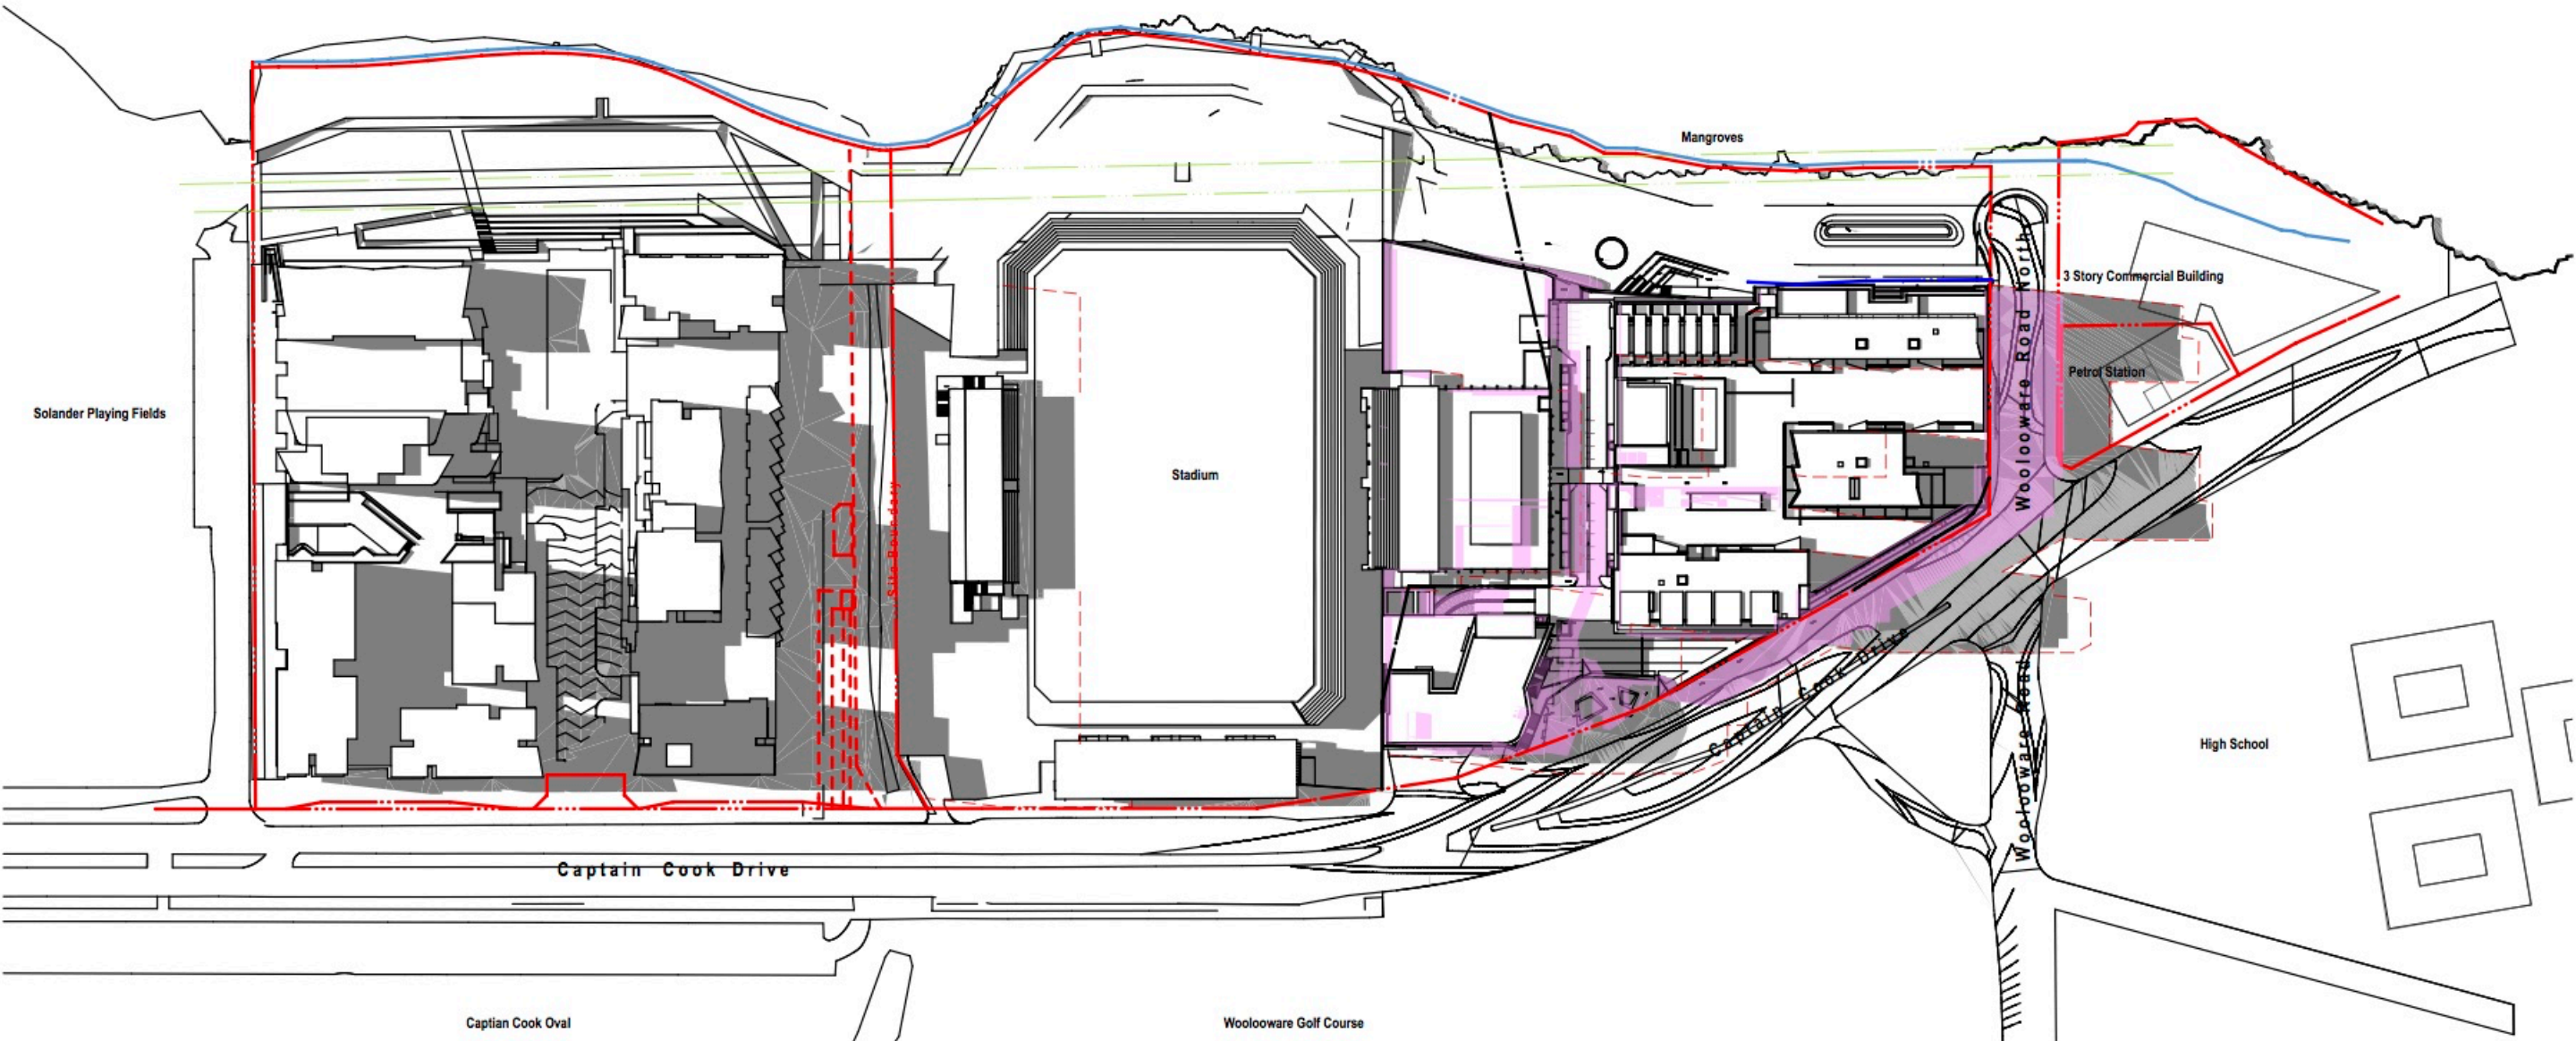 Mangroves
3 Story Commercial Building
Woolooware Road North
Petrol Station
Solander Playing Fields
Stadium
Site Boundary
Captain Cook Drive
Woolooware Road
High School
Captain Cook Drive
Captian Cook Oval
Woolooware Golf Course